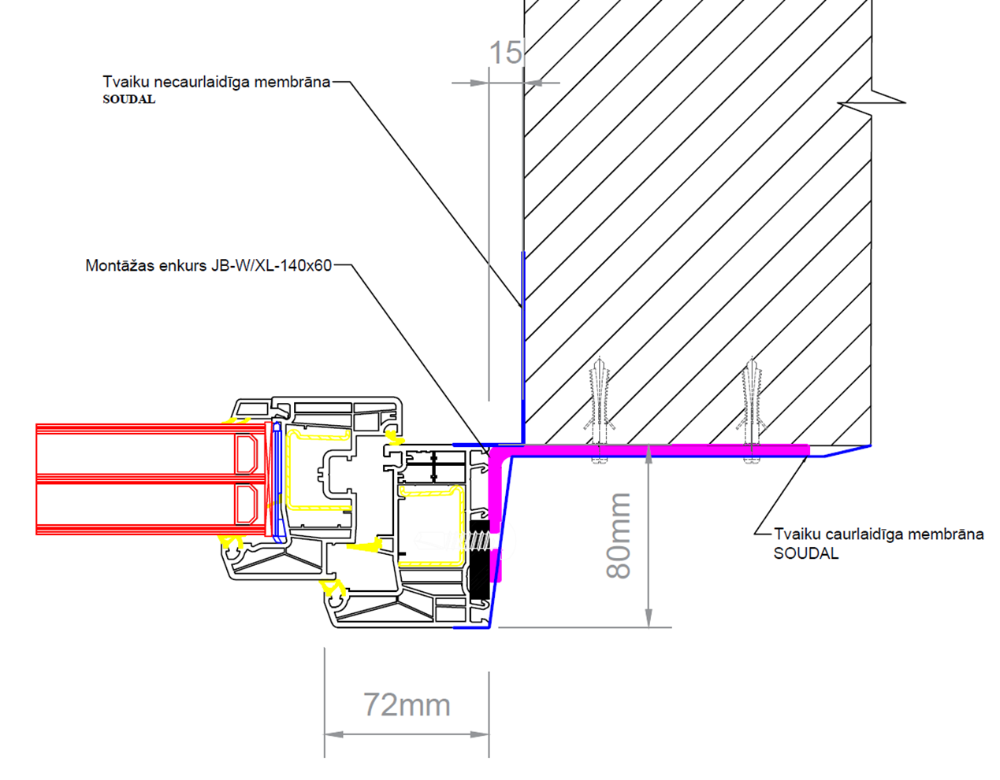 15
Tvaiku necaurlaidīga membrāna
SOUDAL
Montāžas enkurs JB-W/XL-140x60
80mm
Tvaiku caurlaidīga membrāna
SOUDAL
72mm